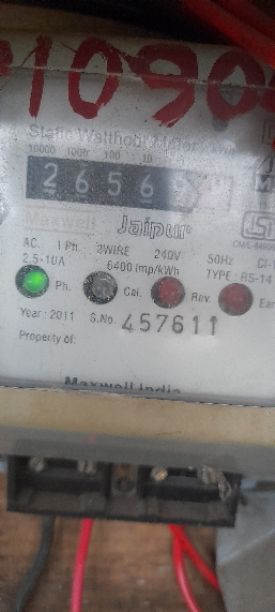 1090
Static Watthour Meter
10000 1000 100 10
2656
Maxwell Jaipur
AC. 1 Ph. 2WIRE 240V 50Hz
2.5-10A 6400 imp/kWh TYPE: RS-14
Ph. Cal. Rev. Ear
Year: 2011 S.No. 457611
Property of:
Maxwell India